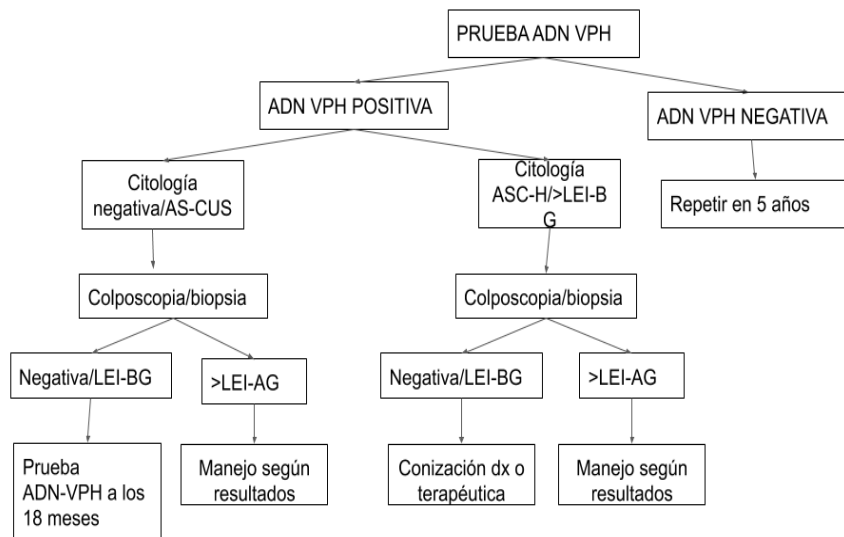 PRUEBA ADN VPH
ADN VPH POSITIVA
ADN VPH NEGATIVA
Citología
negativa/AS-CUS
Citología
ASC-H/>LEI-B
G
Repetir en 5 años
Colposcopia/biopsia
Colposcopia/biopsia
Negativa/LEI-BG
>LEI-AG
Negativa/LEI-BG
>LEI-AG
Prueba
ADN-VPH a los
18 meses
Manejo según
resultados
Conización dx o
terapéutica
Manejo según
resultados